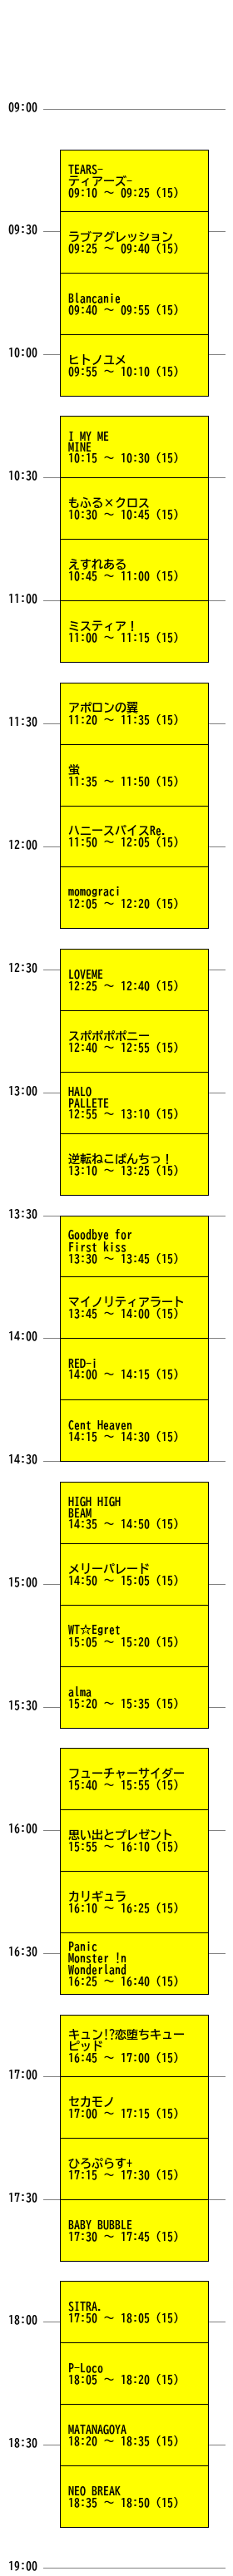 09:00
TEARS-
ティアーズ-
09:10 ～ 09:25 (15)
09:30
ラブアグレッション
09:25 ～ 09:40 (15)
Blancanie
09:40 ～ 09:55 (15)
10:00
ヒトノユメ
09:55 ～ 10:10 (15)
I MY ME
MINE
10:15 ～ 10:30 (15)
10:30
もふる×クロス
10:30 ～ 10:45 (15)
えすれある
10:45 ～ 11:00 (15)
11:00
ミスティア！
11:00 ～ 11:15 (15)
アポロンの翼
11:20 ～ 11:35 (15)
11:30
蛍
11:35 ～ 11:50 (15)
ハニースパイスRe.
11:50 ～ 12:05 (15)
12:00
momograci
12:05 ～ 12:20 (15)
12:30
LOVEME
12:25 ～ 12:40 (15)
スポポポポニー
12:40 ～ 12:55 (15)
HALO
PALLETE
12:55 ～ 13:10 (15)
13:00
逆転ねこぱんちっ！
13:10 ～ 13:25 (15)
13:30
Goodbye for
First kiss
13:30 ～ 13:45 (15)
マイノリティアラート
13:45 ～ 14:00 (15)
14:00
RED-i
14:00 ～ 14:15 (15)
Cent Heaven
14:15 ～ 14:30 (15)
14:30
HIGH HIGH
BEAM
14:35 ～ 14:50 (15)
メリーパレード
14:50 ～ 15:05 (15)
15:00
WT☆Egret
15:05 ～ 15:20 (15)
alma
15:20 ～ 15:35 (15)
15:30
フューチャーサイダー
15:40 ～ 15:55 (15)
16:00
思い出とプレゼント
15:55 ～ 16:10 (15)
カリギュラ
16:10 ～ 16:25 (15)
16:30
Panic
Monster !n
Wonderland
16:25 ～ 16:40 (15)
キュン!?恋堕ちキュー
ピッド
16:45 ～ 17:00 (15)
17:00
セカモノ
17:00 ～ 17:15 (15)
ひろぷらす+
17:15 ～ 17:30 (15)
17:30
BABY BUBBLE
17:30 ～ 17:45 (15)
SITRA.
17:50 ～ 18:05 (15)
18:00
P-Loco
18:05 ～ 18:20 (15)
MATANAGOYA
18:20 ～ 18:35 (15)
18:30
NEO BREAK
18:35 ～ 18:50 (15)
19:00